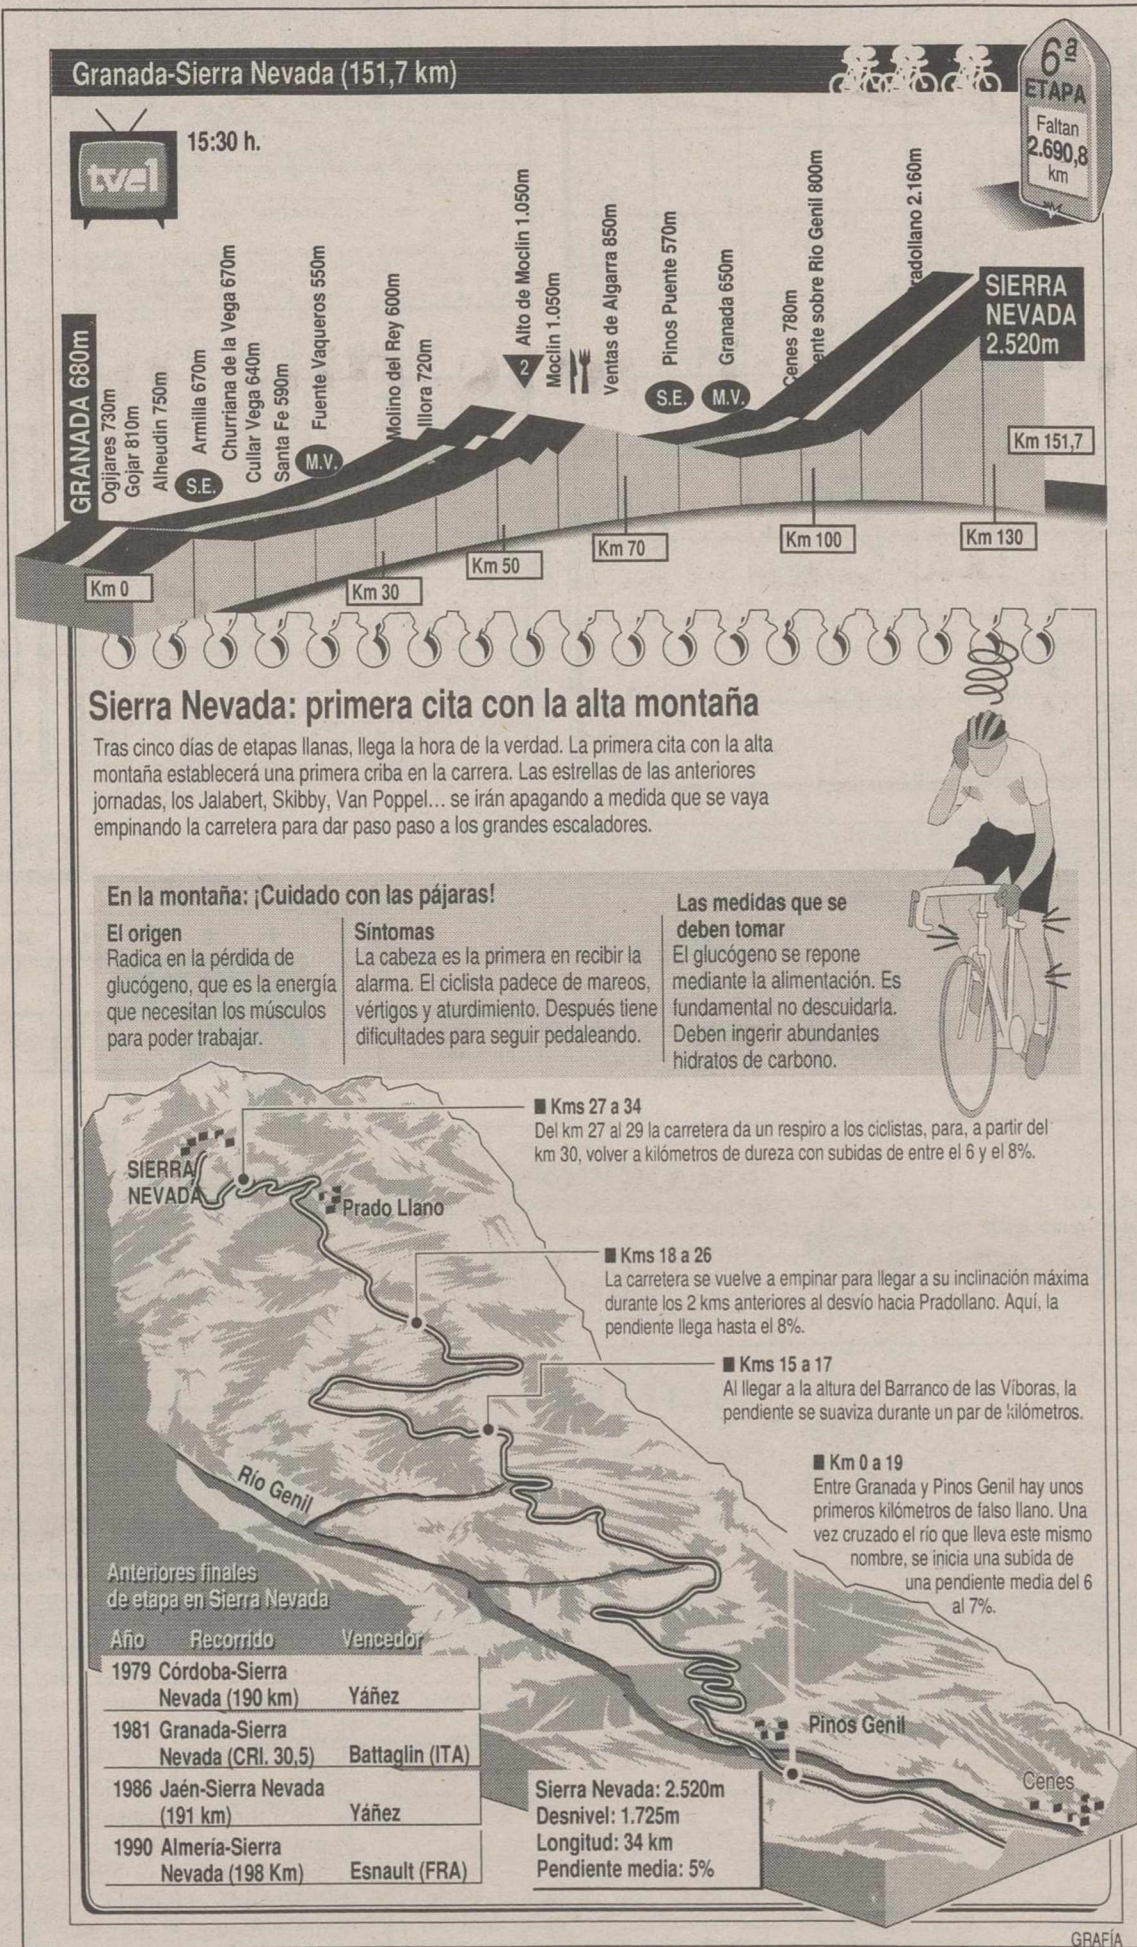 Granada-Sierra Nevada (151,7 km)
6ª
ETAPA
Faltan
2.690,8
km
tve1
15:30 h.
GRANADA 680m
Ogijares 730m
Gojar 810m
Alheudin 750m
Armilla 670m
S.E.
Churriana de la Vega 670m
Cullar Vega 640m
Santa Fe 590m
Fuente Vaqueros 550m
M.V.
Molino del Rey 600m
Illora 720m
Alto de Moclin 1.050m
2
Moclin 1.050m
Ventas de Algarra 850m
Pinos Puente 570m
S.E.
Granada 650m
M.V.
Cenes 780m
ente sobre Rio Genil 800m
radollano 2.160m
SIERRA
NEVADA
2.520m
Km 151,7
Km 0
Km 30
Km 50
Km 70
Km 100
Km 130
Sierra Nevada: primera cita con la alta montaña
Tras cinco días de etapas llanas, llega la hora de la verdad. La primera cita con la alta
montaña establecerá una primera criba en la carrera. Las estrellas de las anteriores
jornadas, los Jalabert, Skibby, Van Poppel... se irán apagando a medida que se vaya
empinando la carretera para dar paso paso a los grandes escaladores.
En la montaña: ¡Cuidado con las pájaras!
El origen
Radica en la pérdida de
glucógeno, que es la energía
que necesitan los músculos
para poder trabajar.
Síntomas
La cabeza es la primera en recibir la
alarma. El ciclista padece de mareos,
vértigos y aturdimiento. Después tiene
dificultades para seguir pedaleando.
Las medidas que se
deben tomar
El glucógeno se repone
mediante la alimentación. Es
fundamental no descuidarla.
Deben ingerir abundantes
hidratos de carbono.
■ Kms 27 a 34
Del km 27 al 29 la carretera da un respiro a los ciclistas, para, a partir del
km 30, volver a kilómetros de dureza con subidas de entre el 6 y el 8%.
SIERRA
NEVADA
Prado Llano
■ Kms 18 a 26
La carretera se vuelve a empinar para llegar a su inclinación máxima
durante los 2 kms anteriores al desvío hacia Pradollano. Aquí, la
pendiente llega hasta el 8%.
■ Kms 15 a 17
Al llegar a la altura del Barranco de las Víboras, la
pendiente se suaviza durante un par de kilómetros.
■ Km 0 a 19
Entre Granada y Pinos Genil hay unos
primeros kilómetros de falso llano. Una
vez cruzado el río que lleva este mismo
nombre, se inicia una subida de
una pendiente media del 6
al 7%.
Río Genil
Pinos Genil
Cenes
Anteriores finales
de etapa en Sierra Nevada
Año Recorrido Vencedor
1979 Córdoba-Sierra
Nevada (190 km) Yáñez
1981 Granada-Sierra
Nevada (CRI. 30,5) Battaglin (ITA)
1986 Jaén-Sierra Nevada
(191 km) Yáñez
1990 Almería-Sierra
Nevada (198 Km) Esnault (FRA)
Sierra Nevada: 2.520m
Desnivel: 1.725m
Longitud: 34 km
Pendiente media: 5%
GRAFÍA